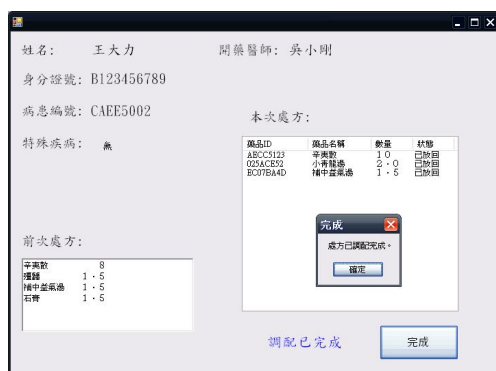 姓名: 王大力 開藥醫師: 吳小剛
身分證號: B123456789
病患編號: CAEE5002
特殊疾病: 無
本次處方:
藥品ID 藥品名稱 數量 狀態
AECC5123 辛夷散 10 已放回
025ACE52 小青龍湯 2.0 已放回
EC07BA4D 補中益氣湯 1.5 已放回
完成
處方已調配完成。
確定
前次處方:
辛夷散 8
1.5
補中益氣湯 1.5
石膏 1.5
調配已完成
完成